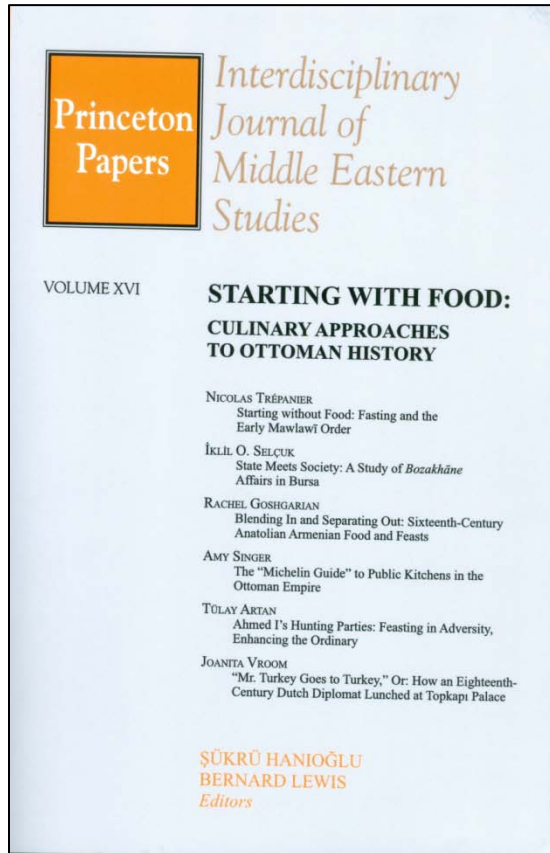 Princeton
Papers
Interdisciplinary
Journal of
Middle Eastern
Studies
VOLUME XVI
STARTING WITH FOOD:
CULINARY APPROACHES
TO OTTOMAN HISTORY
NICOLAS TRÉPANIER
Starting without Food: Fasting and the
Early Mawlawī Order
İKLİL O. SELÇUK
State Meets Society: A Study of Bozakhāne
Affairs in Bursa
RACHEL GOSHGARIAN
Blending In and Separating Out: Sixteenth-Century
Anatolian Armenian Food and Feasts
AMY SINGER
The “Michelin Guide” to Public Kitchens in the
Ottoman Empire
TÜLAY ARTAN
Ahmed I’s Hunting Parties: Feasting in Adversity,
Enhancing the Ordinary
JOANITA VROOM
“Mr. Turkey Goes to Turkey,” Or: How an Eighteenth-
Century Dutch Diplomat Lunched at Topkapı Palace
ŞÜKRÜ HANIOĞLU
BERNARD LEWIS
Editors